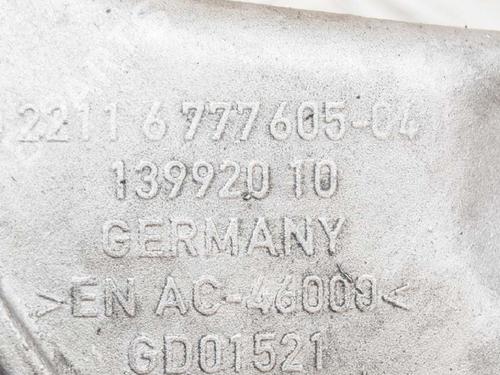 2211 6 777605-04
139920 10
GERMANY
>EN AC-46000<
GD01521